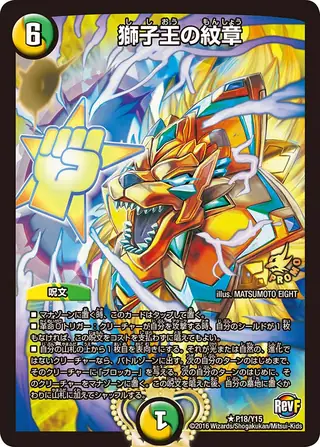 6
獅子王の紋章
ししおう もんしょう
illus. MATSUMOTO EIGHT
PROMO
呪文
■マナゾーンに置く時、このカードはタップして置く。
■革命0トリガー:クリーチャーが自分を攻撃する時、自分のシールドが1枚もなければ、この呪文をコストを支払わずに唱えてもよい。
■自分の山札の上から1枚目を表向きにする。それが光または自然の、進化ではないクリーチャーなら、バトルゾーンに出す。次の自分のターンのはじめまで、そのクリーチャーに「ブロッカー」を与える。次の自分のターンのはじめに、そのクリーチャーをマナゾーンに置く。この呪文を唱えた後、自分の墓地に置くかわりに山札に加えてシャッフルする。
1
RevF
★P18/Y15
©2016 Wizards/Shogakukan/Mitsui-Kids